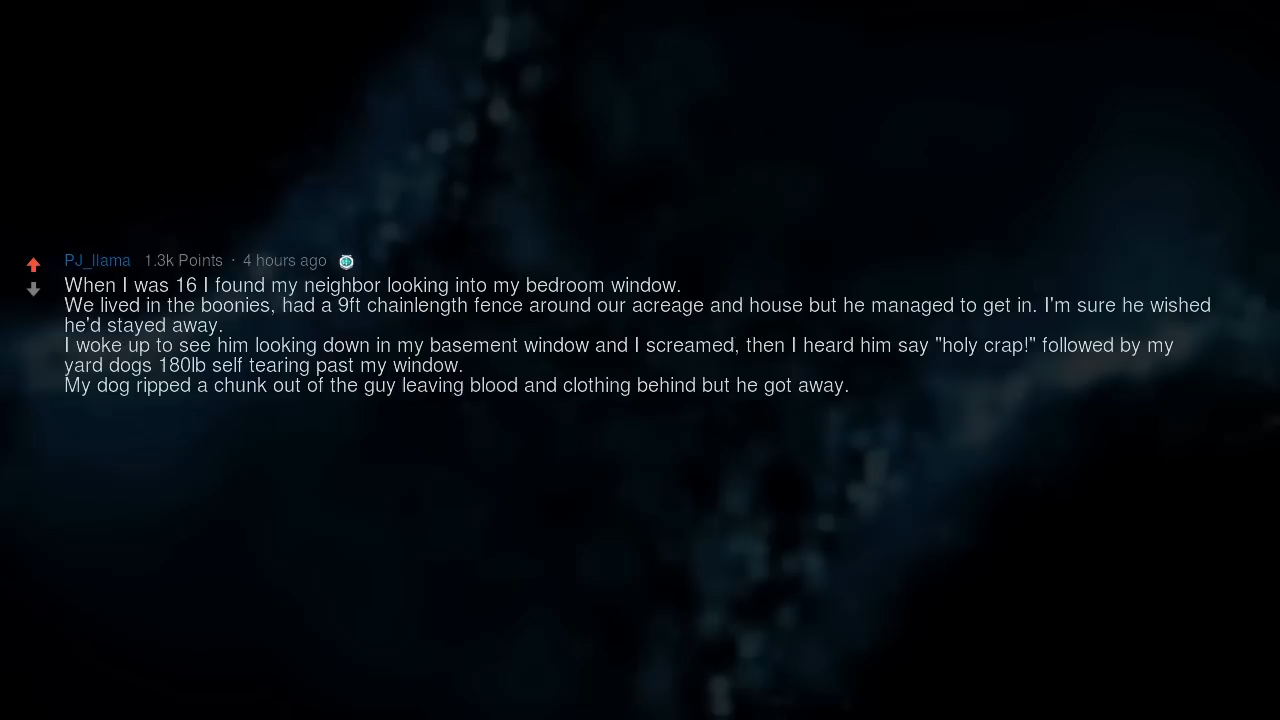 PJ_llama 1.3k Points · 4 hours ago
When I was 16 I found my neighbor looking into my bedroom window.
We lived in the boonies, had a 9ft chainlength fence around our acreage and house but he managed to get in. I'm sure he wished
he'd stayed away.
I woke up to see him looking down in my basement window and I screamed, then I heard him say "holy crap!" followed by my
yard dogs 180lb self tearing past my window.
My dog ripped a chunk out of the guy leaving blood and clothing behind but he got away.